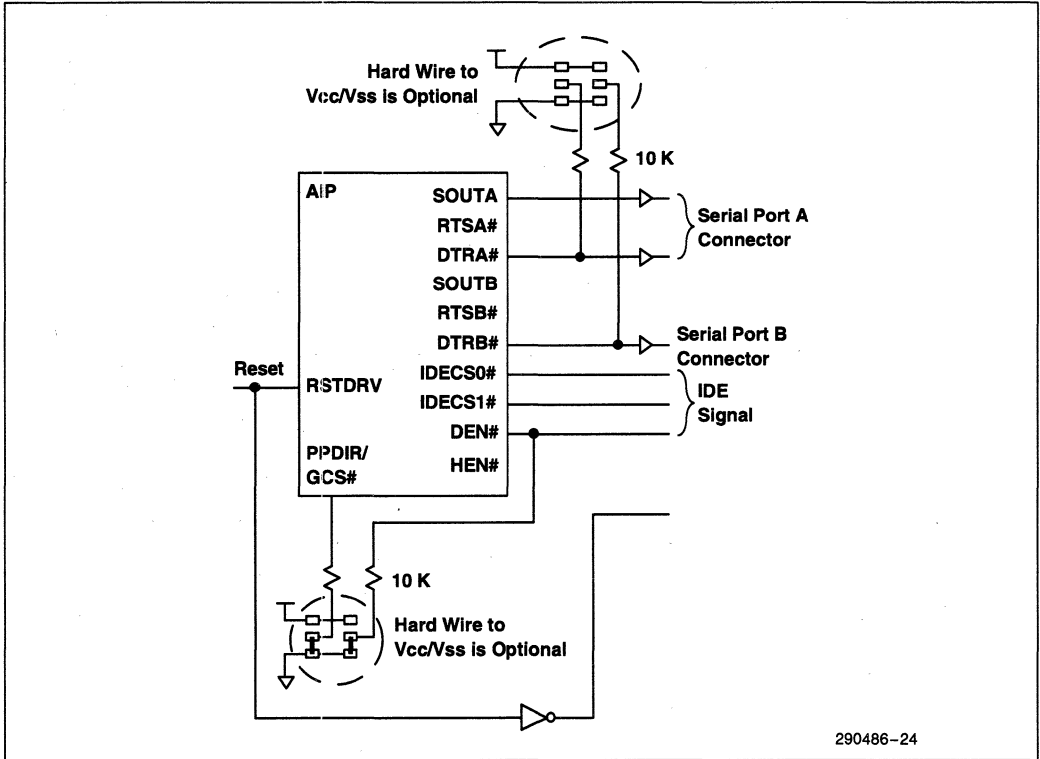 Hard Wire to
Vcc/Vss is Optional
10 K
AIP
SOUTA
RTSA#
DTRA#
SOUTB
RTSB#
DTRB#
IDECS0#
IDECS1#
DEN#
HEN#
Serial Port A
Connector
Serial Port B
Connector
IDE
Signal
Reset
RSTDRV
PPDIR/
GCS#
10 K
Hard Wire to
Vcc/Vss is Optional
290486-24